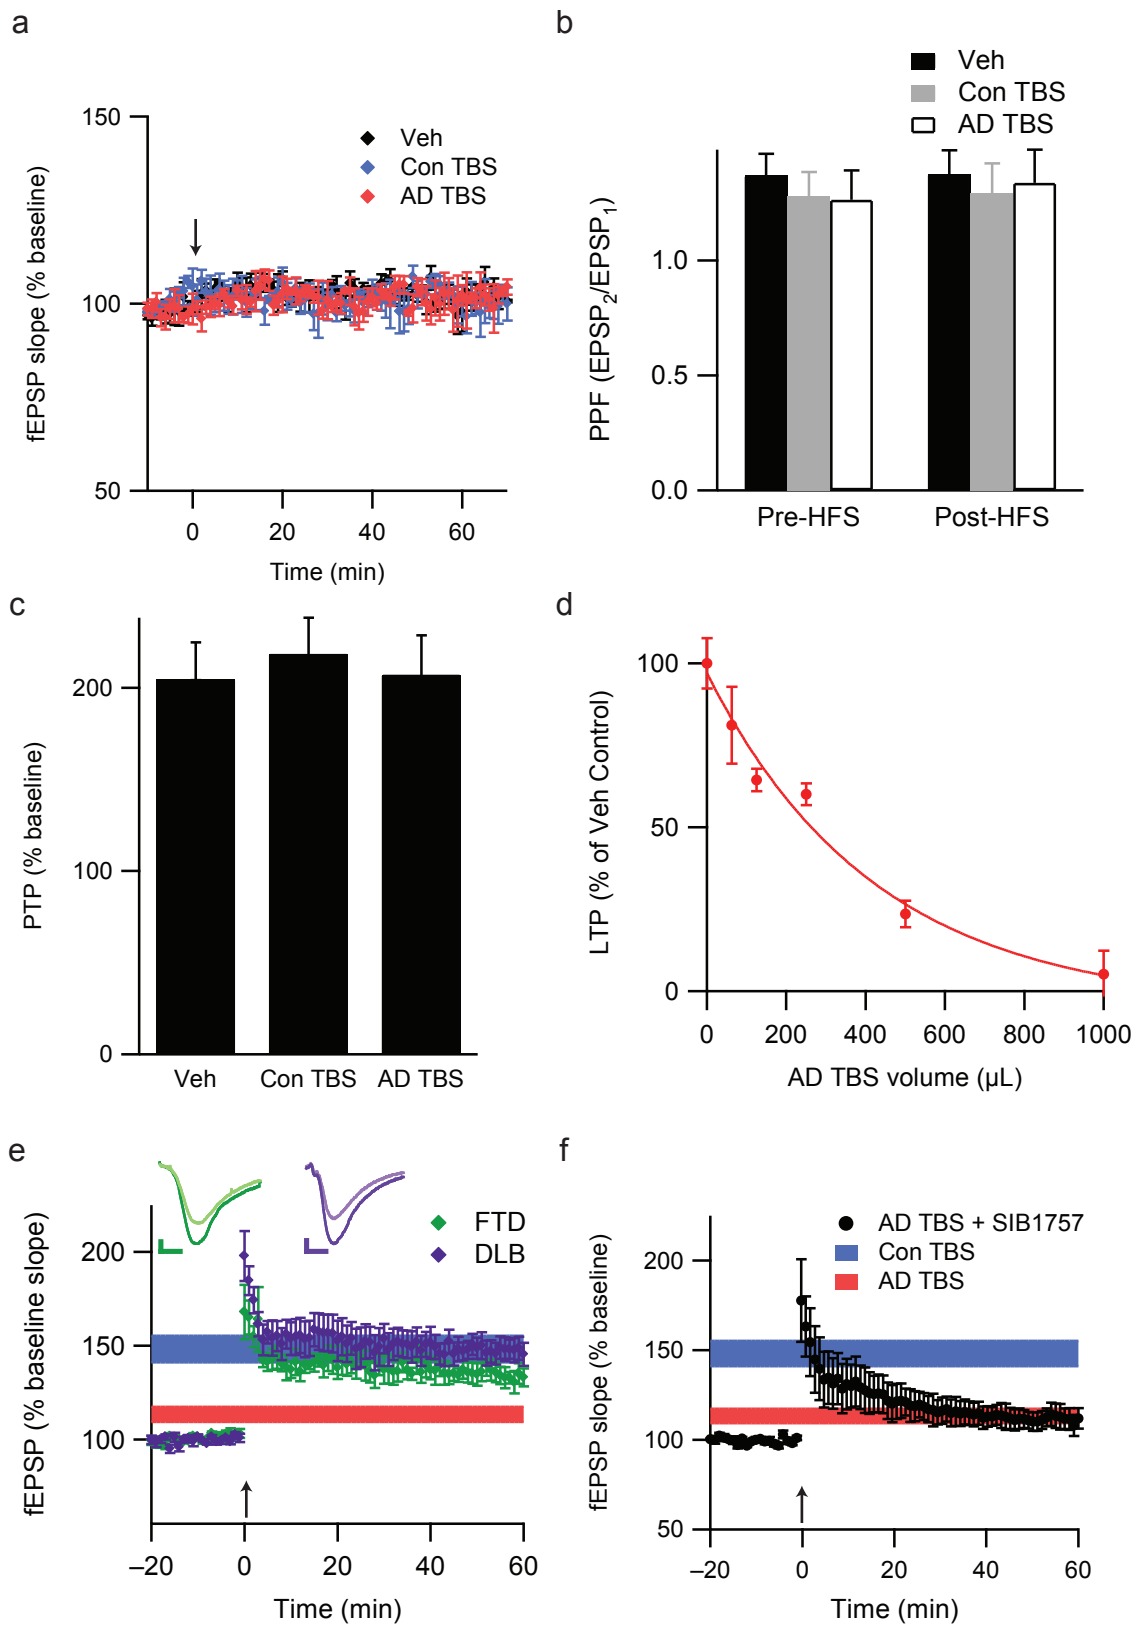 a
150
100
50
fEPSP slope (% baseline)
Veh
Con TBS
AD TBS
0
20
40
60
Time (min)
b
Veh
Con TBS
AD TBS
1.0
0.5
0.0
PPF (EPSP2/EPSP1)
Pre-HFS
Post-HFS
c
200
100
0
PTP (% baseline)
Veh
Con TBS
AD TBS
d
100
50
0
LTP (% of Veh Control)
0
200
400
600
800
1000
AD TBS volume (µL)
e
FTD
DLB
200
150
100
fEPSP (% baseline slope)
–20
0
20
40
60
Time (min)
f
AD TBS + SIB1757
Con TBS
AD TBS
200
150
100
50
fEPSP slope (% baseline)
–20
0
20
40
60
Time (min)